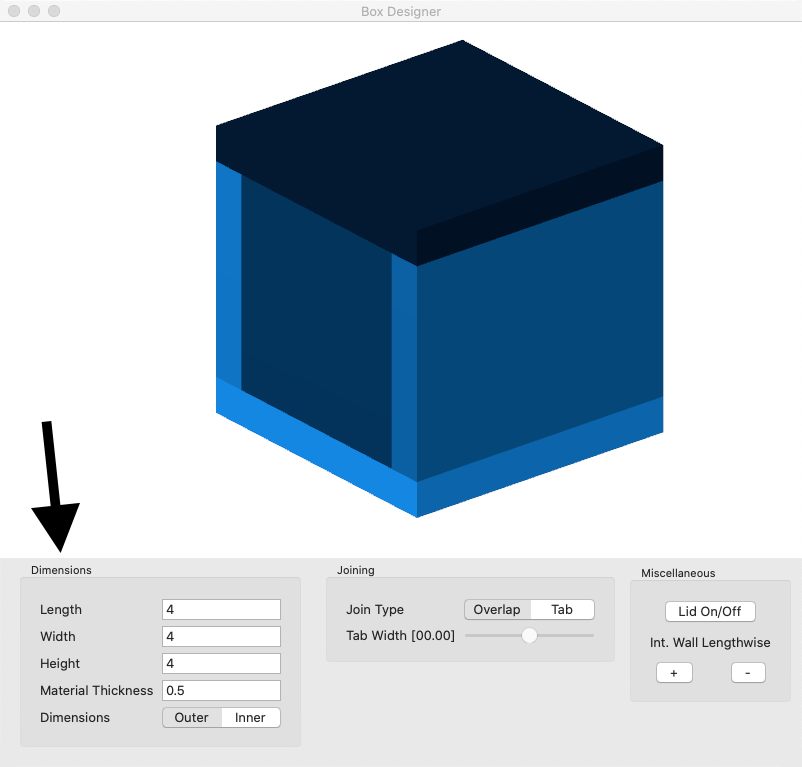 Box Designer
Dimensions
Length 4
Width 4
Height 4
Material Thickness 0.5
Dimensions Outer Inner
Joining
Join Type Overlap Tab
Tab Width [00.00]
Miscellaneous
Lid On/Off
Int. Wall Lengthwise
+ -